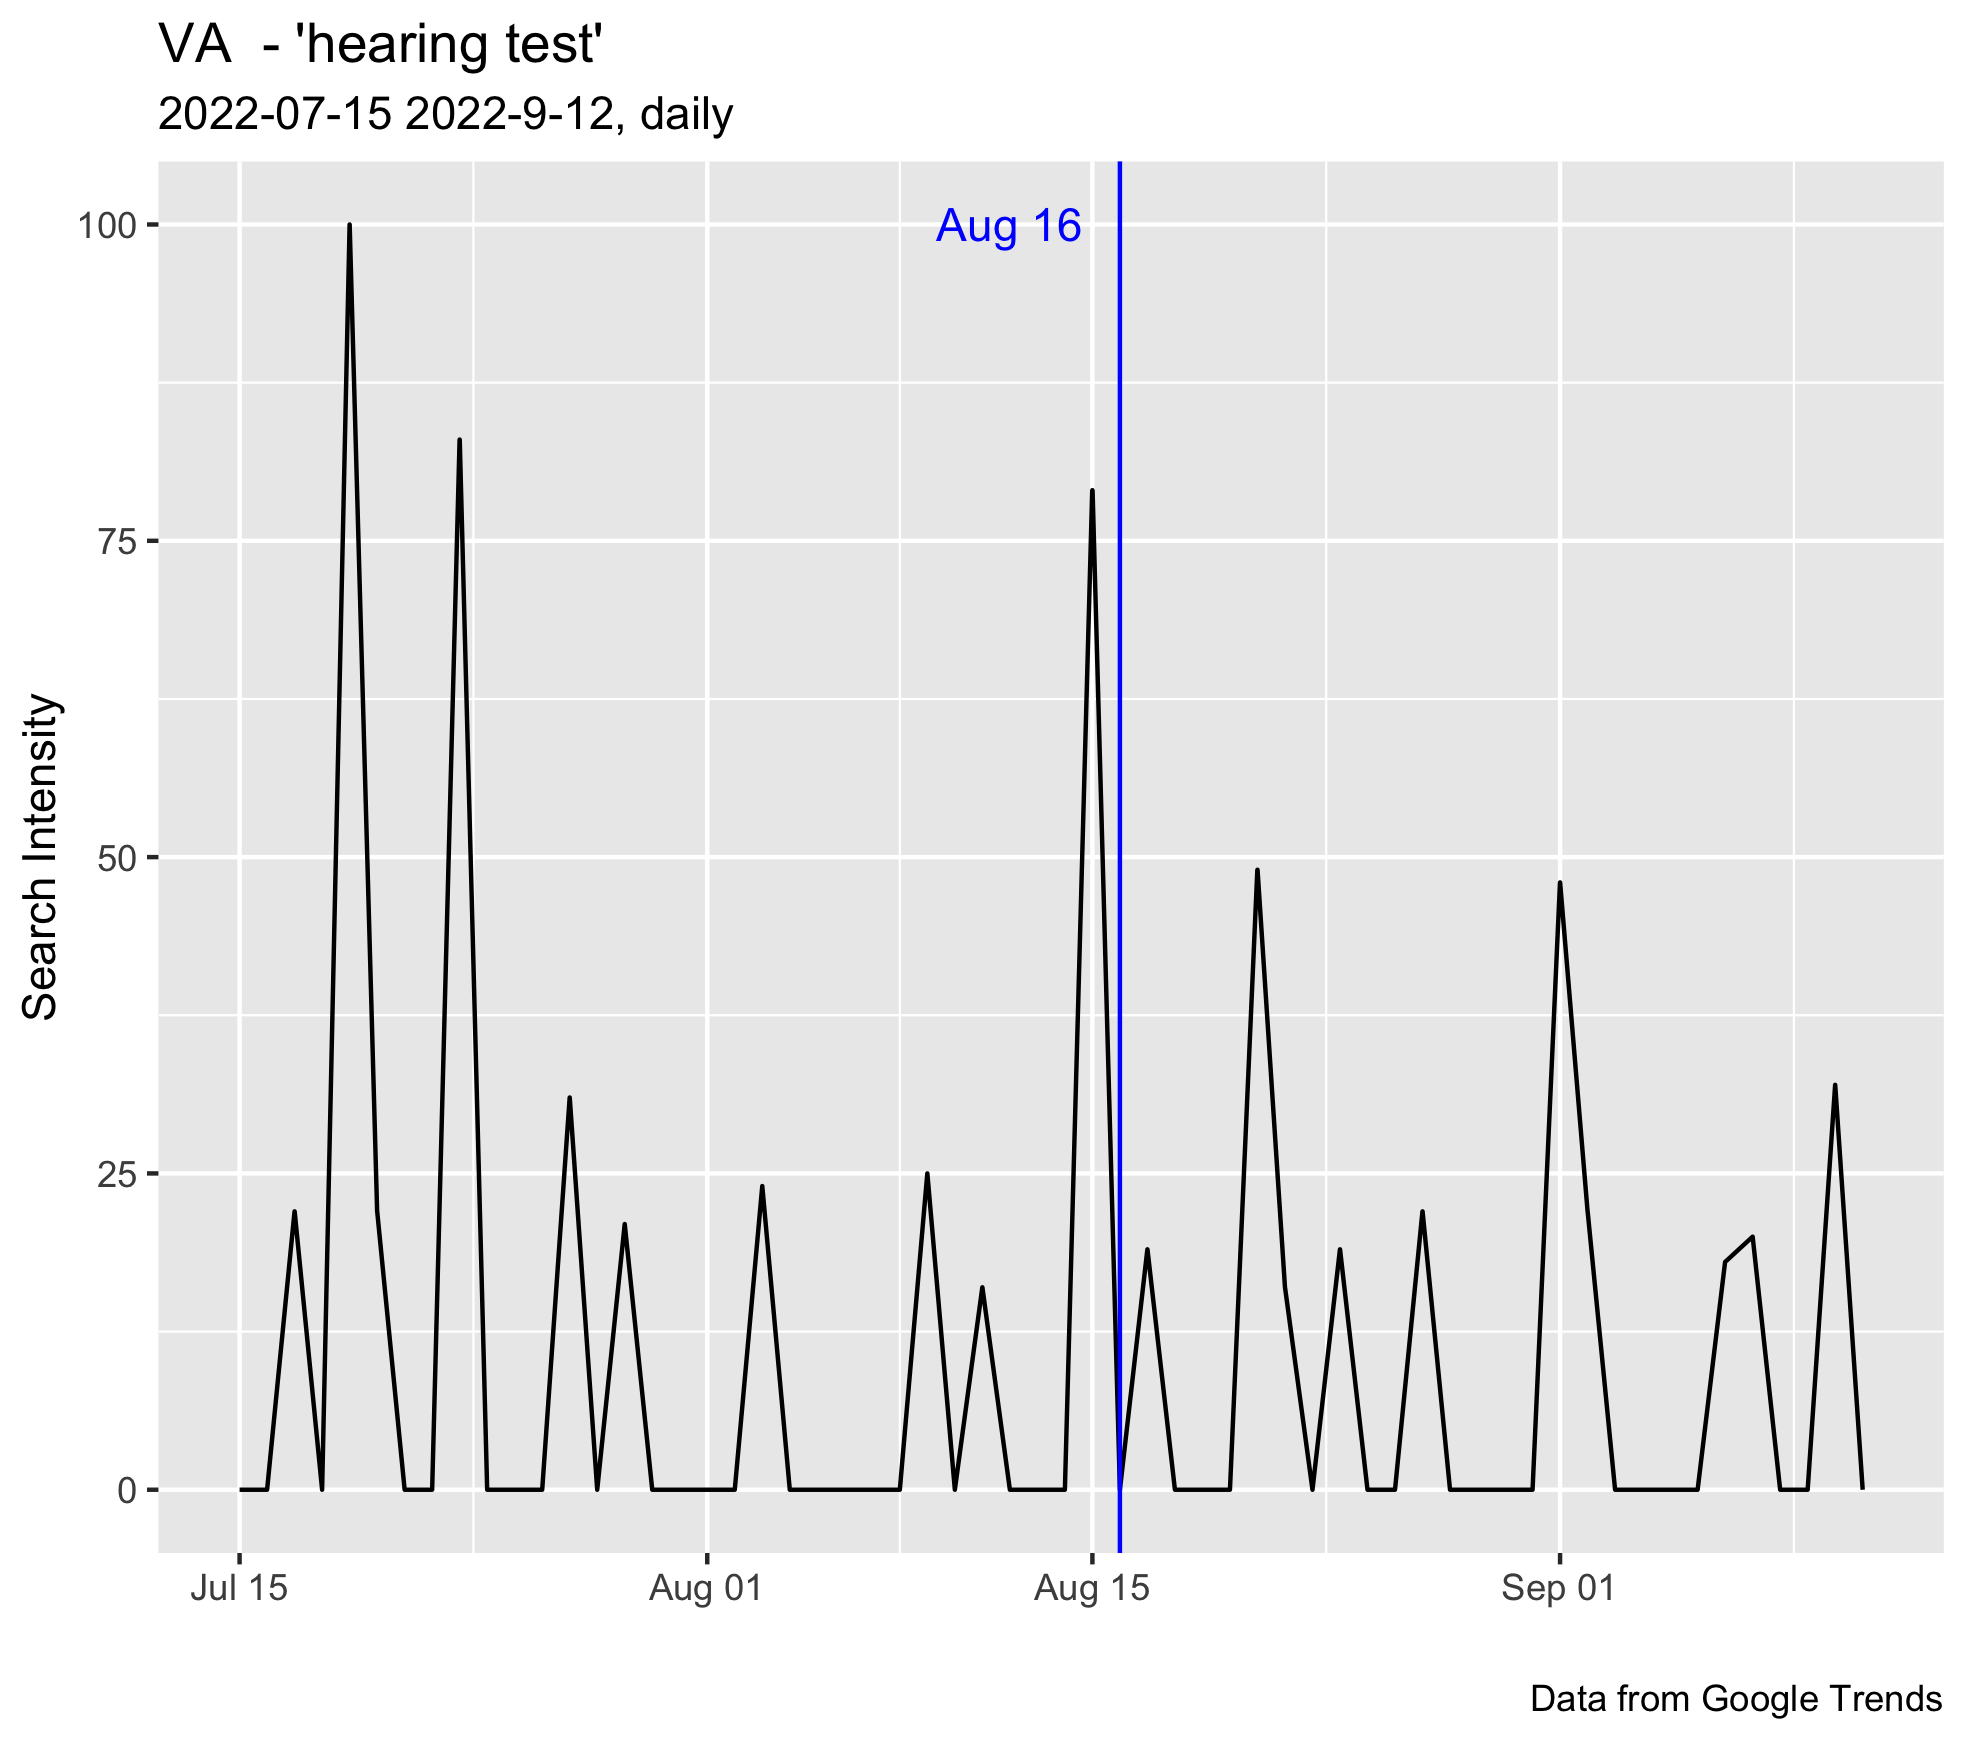 VA  - 'hearing test'
2022-07-15 2022-9-12, daily
Aug 16
100
75
50
25
0
Search Intensity
Jul 15
Aug 01
Aug 15
Sep 01
Data from Google Trends